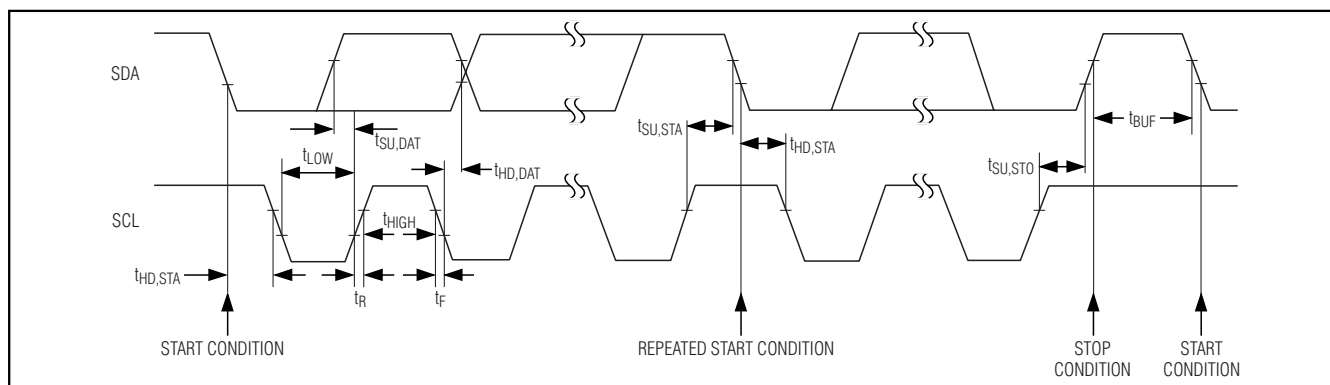 SDA
tSU,DAT
tLOW
tHD,DAT
tSU,STA
tHD,STA
tBUF
tSU,STO
SCL
tHIGH
tHD,STA
tR
tF
START CONDITION
REPEATED START CONDITION
STOP
CONDITION
START
CONDITION